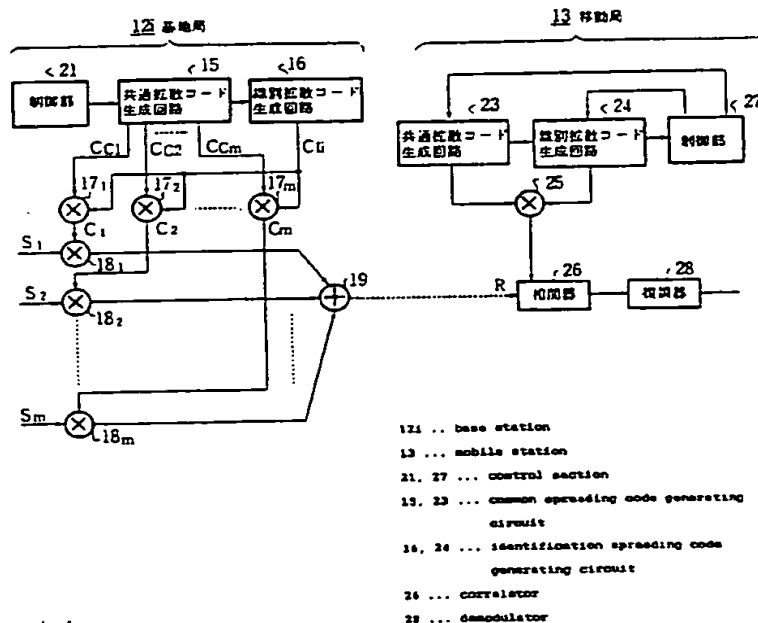 12i 基地局
13 移動局
21
15
16
制御部
共通拡散コード
生成回路
識別拡散コード
生成回路
23
24
27
共通拡散コード
生成回路
識別拡散コード
生成回路
制御部
CC1
CC2
CCm
CIi
17₁
17₂
17m
25
C₁
C₂
Cm
S₁
18₁
19
26
28
S₂
18₂
R
相関器
復調器
Sm
18m
12i .. base station
13 ... mobile station
21, 27 ... control section
15, 23 ... common spreading code generating
circuit
16, 24 ... identification spreading code
generating circuit
26 ... correlator
28 ... demodulator